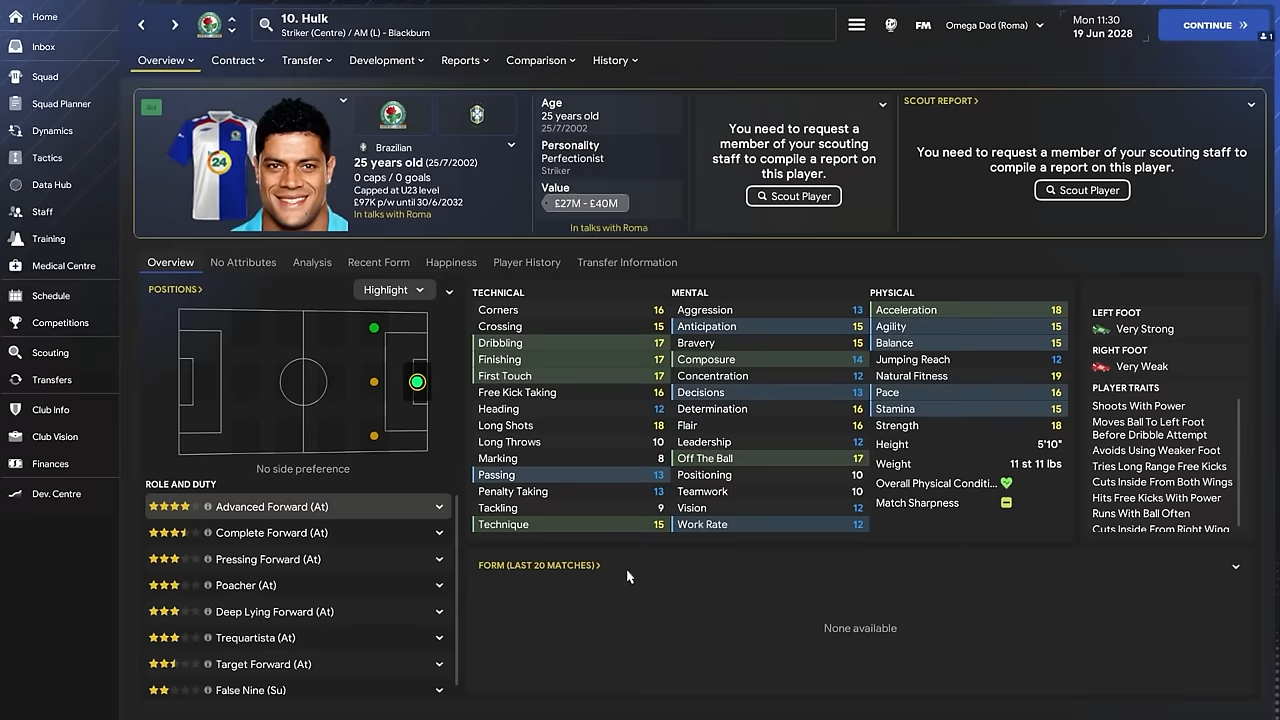 Home
Inbox
Squad
Squad Planner
Dynamics
Tactics
Data Hub
Staff
Training
Medical Centre
Schedule
Competitions
Scouting
Transfers
Club Info
Club Vision
Finances
Dev. Centre
10. Hulk
Striker (Centre) / AM (L) - Blackburn
FM
Omega Dad (Roma)
Mon 11:30
19 Jun 2028
CONTINUE
1
Overview
Contract
Transfer
Development
Reports
Comparison
History
Bid
24
Brazilian
25 years old (25/7/2002)
0 caps / 0 goals
Capped at U23 level
£97K p/w until 30/6/2032
In talks with Roma
Age
25 years old
25/7/2002
Personality
Perfectionist
Striker
Value
£27M - £40M
In talks with Roma
You need to request a
member of your scouting
staff to compile a report on
this player.
Scout Player
SCOUT REPORT >
You need to request a member of your scouting staff to
compile a report on this player.
Scout Player
Overview
No Attributes
Analysis
Recent Form
Happiness
Player History
Transfer Information
POSITIONS >
Highlight
No side preference
ROLE AND DUTY
Advanced Forward (At)
Complete Forward (At)
Pressing Forward (At)
Poacher (At)
Deep Lying Forward (At)
Trequartista (At)
Target Forward (At)
False Nine (Su)
TECHNICAL
Corners 16
Crossing 15
Dribbling 17
Finishing 17
First Touch 17
Free Kick Taking 16
Heading 12
Long Shots 18
Long Throws 10
Marking 8
Passing 13
Penalty Taking 13
Tackling 9
Technique 15
MENTAL
Aggression 13
Anticipation 15
Bravery 15
Composure 14
Concentration 12
Decisions 13
Determination 16
Flair 16
Leadership 12
Off The Ball 17
Positioning 10
Teamwork 10
Vision 12
Work Rate 12
PHYSICAL
Acceleration 18
Agility 15
Balance 15
Jumping Reach 12
Natural Fitness 19
Pace 16
Stamina 15
Strength 18
Height 5'10"
Weight 11 st 11 lbs
Overall Physical Conditi...
Match Sharpness
LEFT FOOT
Very Strong
RIGHT FOOT
Very Weak
PLAYER TRAITS
Shoots With Power
Moves Ball To Left Foot
Before Dribble Attempt
Avoids Using Weaker Foot
Tries Long Range Free Kicks
Cuts Inside From Both Wings
Hits Free Kicks With Power
Runs With Ball Often
Cuts Inside From Right Wing
FORM (LAST 20 MATCHES) >
None available